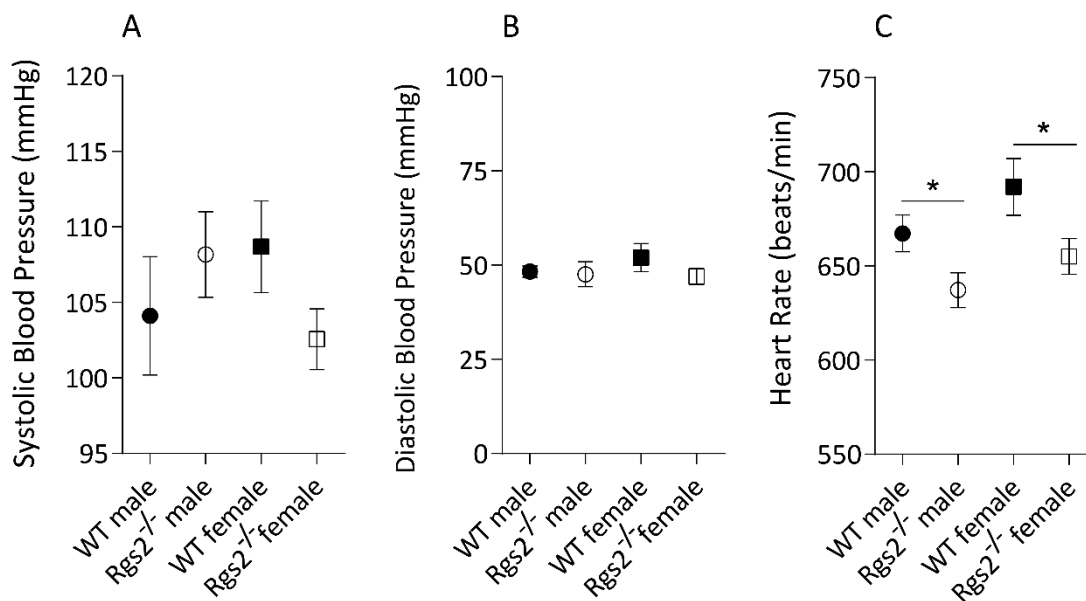 A
Systolic Blood Pressure (mmHg)
120
115
110
105
100
95
WT male
Rgs2⁻/⁻ male
WT female
Rgs2⁻/⁻ female
B
Diastolic Blood Pressure (mmHg)
100
75
50
25
0
WT male
Rgs2⁻/⁻ male
WT female
Rgs2⁻/⁻ female
C
Heart Rate (beats/min)
750
700
650
600
550
*
*
WT male
Rgs2⁻/⁻ male
WT female
Rgs2⁻/⁻ female